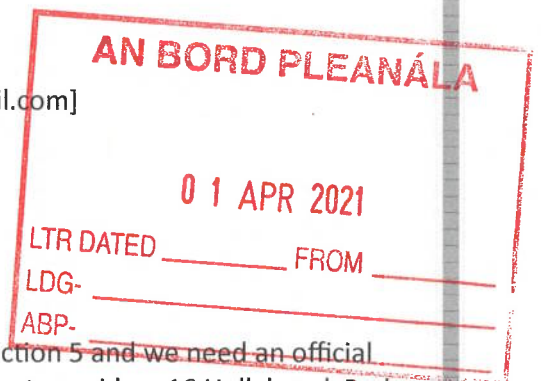 AN BORD PLEANÁLA
il.com]
01 APR 2021
LTR DATED FROM
LDG-
ABP-
ction 5 and we need an official